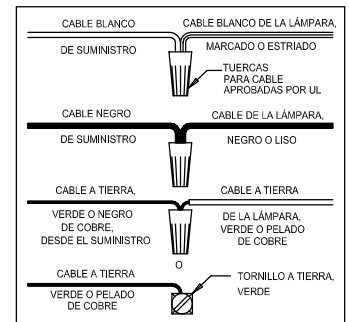 CABLE BLANCO
CABLE BLANCO DE LA LÁMPARA,
DE SUMINISTRO
MARCADO O ESTRIADO
TUERCAS
PARA CABLE
APROBADAS POR UL
CABLE NEGRO
CABLE DE LA LÁMPARA,
DE SUMINISTRO
NEGRO O LISO
CABLE A TIERRA,
CABLE A TIERRA
VERDE O NEGRO
DE COBRE,
DESDE EL SUMINISTRO
DE LA LÁMPARA,
VERDE O PELADO
DE COBRE
O
CABLE A TIERRA
VERDE O PELADO
DE COBRE
TORNILLO A TIERRA,
VERDE